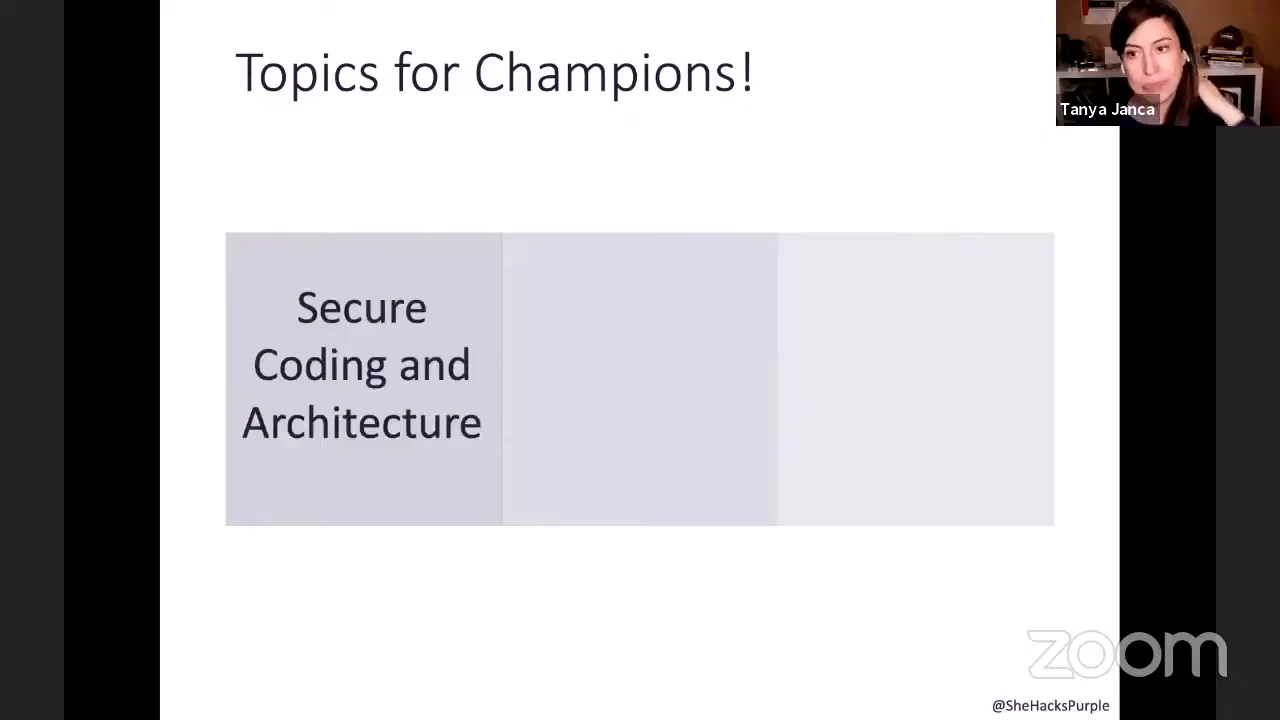 Topics for Champions!
Tanya Janca
Secure
Coding and
Architecture
zoom
@SheHacksPurple